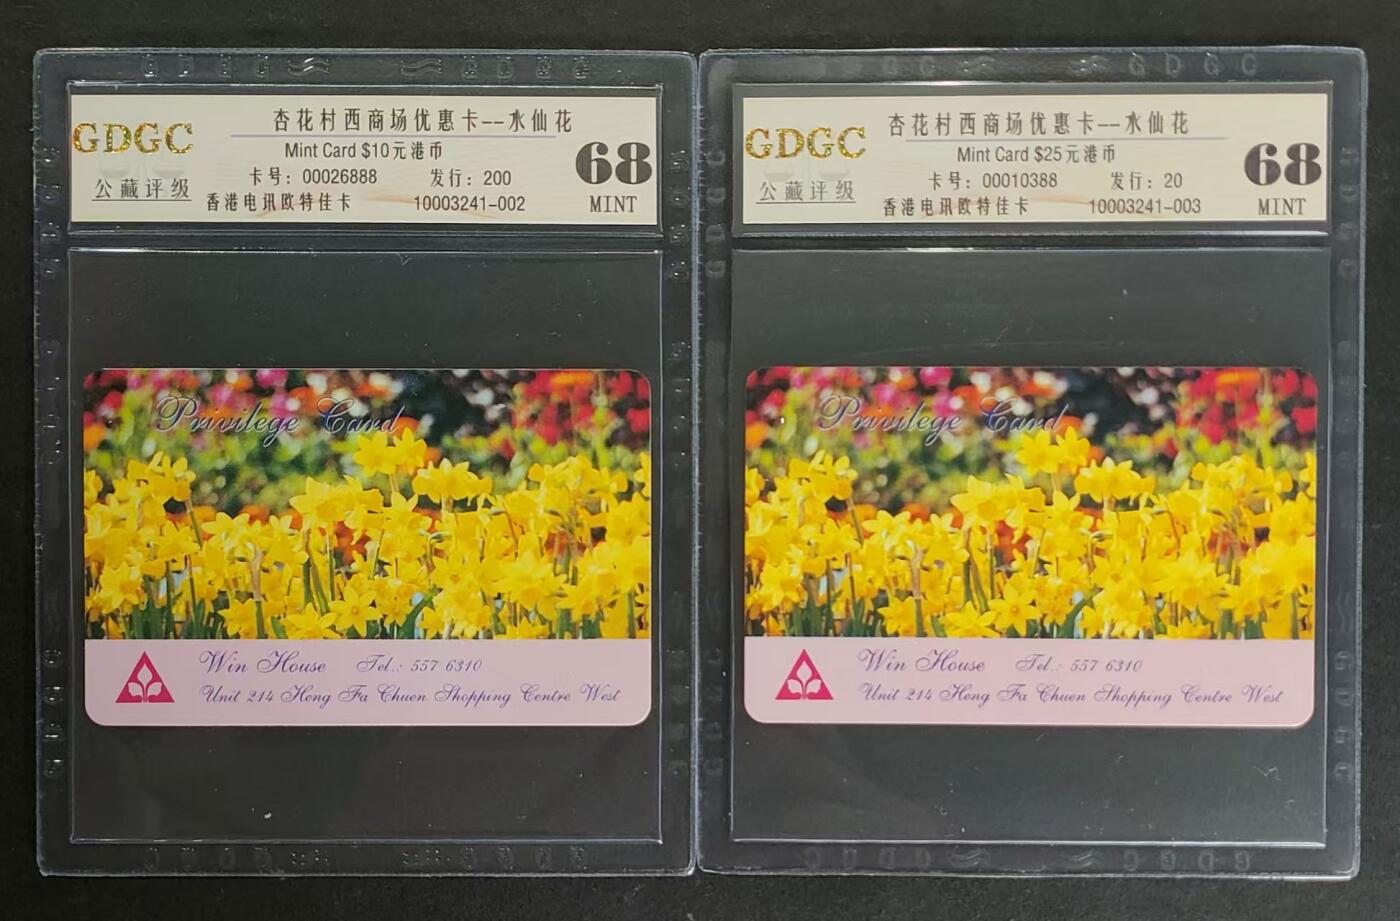 GDGC
公藏评级
杏花村西商场优惠卡--水仙花
Mint Card $10元港币
卡号：00026888 发行：200
香港电讯欧特佳卡 10003241-002
68
MINT
Privilege Card
Win House Tel.: 557 6310
Unit 214 Heng Fa Chuen Shopping Centre West
GDGC
公藏评级
杏花村西商场优惠卡--水仙花
Mint Card $25元港币
卡号：00010388 发行：20
香港电讯欧特佳卡 10003241-003
68
MINT
Privilege Card
Win House Tel.: 557 6310
Unit 214 Heng Fa Chuen Shopping Centre West